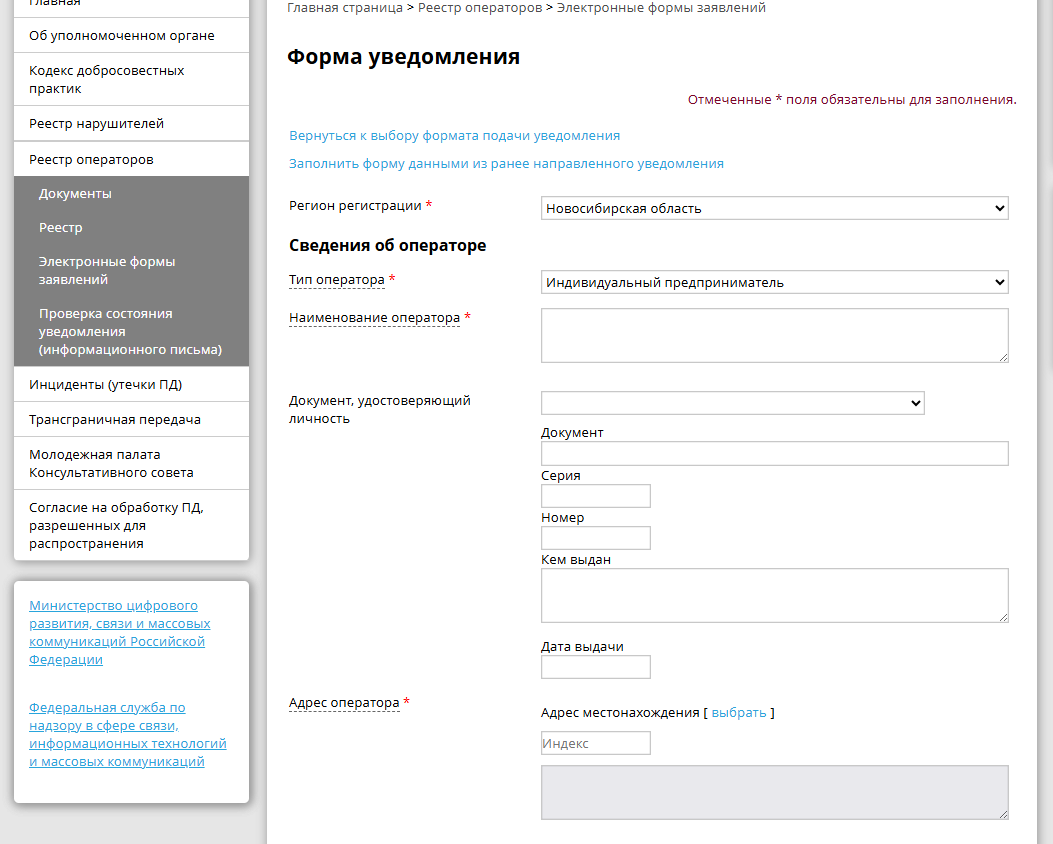 Главная
Об уполномоченном органе
Кодекс добросовестных
практик
Реестр нарушителей
Реестр операторов
Документы
Реестр
Электронные формы
заявлений
Проверка состояния
уведомления
(информационного письма)
Инциденты (утечки ПД)
Трансграничная передача
Молодежная палата
Консультативного совета
Согласие на обработку ПД,
разрешенных для
распространения
Министерство цифрового
развития, связи и массовых
коммуникаций Российской
Федерации
Федеральная служба по
надзору в сфере связи,
информационных технологий
и массовых коммуникаций
Главная страница > Реестр операторов > Электронные формы заявлений
Форма уведомления
Отмеченные * поля обязательны для заполнения.
Вернуться к выбору формата подачи уведомления
Заполнить форму данными из ранее направленного уведомления
Регион регистрации * Новосибирская область
Сведения об операторе
Тип оператора * Индивидуальный предприниматель
Наименование оператора *
Документ, удостоверяющий
личность
Документ
Серия
Номер
Кем выдан
Дата выдачи
Адрес оператора *
Адрес местонахождения [ выбрать ]
Индекс